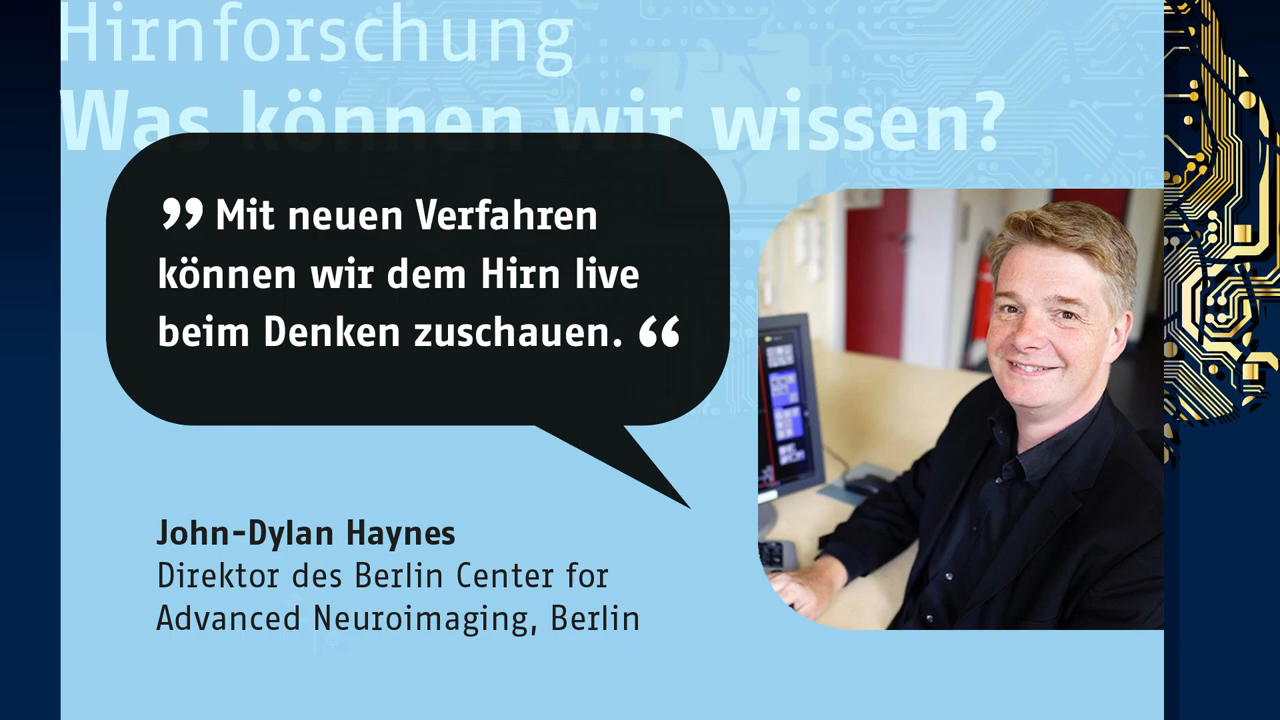 Hirnforschung
Was können wir wissen?
” Mit neuen Verfahren
können wir dem Hirn live
beim Denken zuschauen. “
John-Dylan Haynes
Direktor des Berlin Center for
Advanced Neuroimaging, Berlin